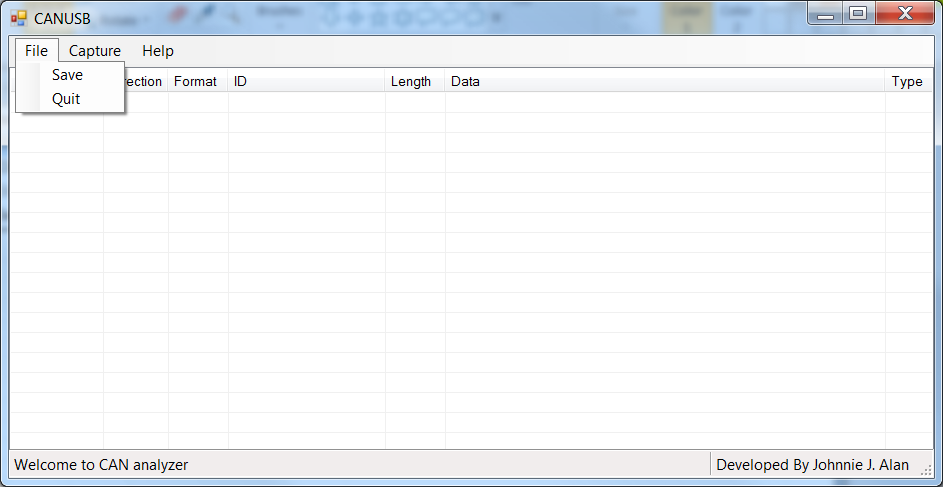 CANUSB
File Capture Help
Save
Quit
Format ID Length Data Type
Welcome to CAN analyzer
Developed By Johnnie J. Alan